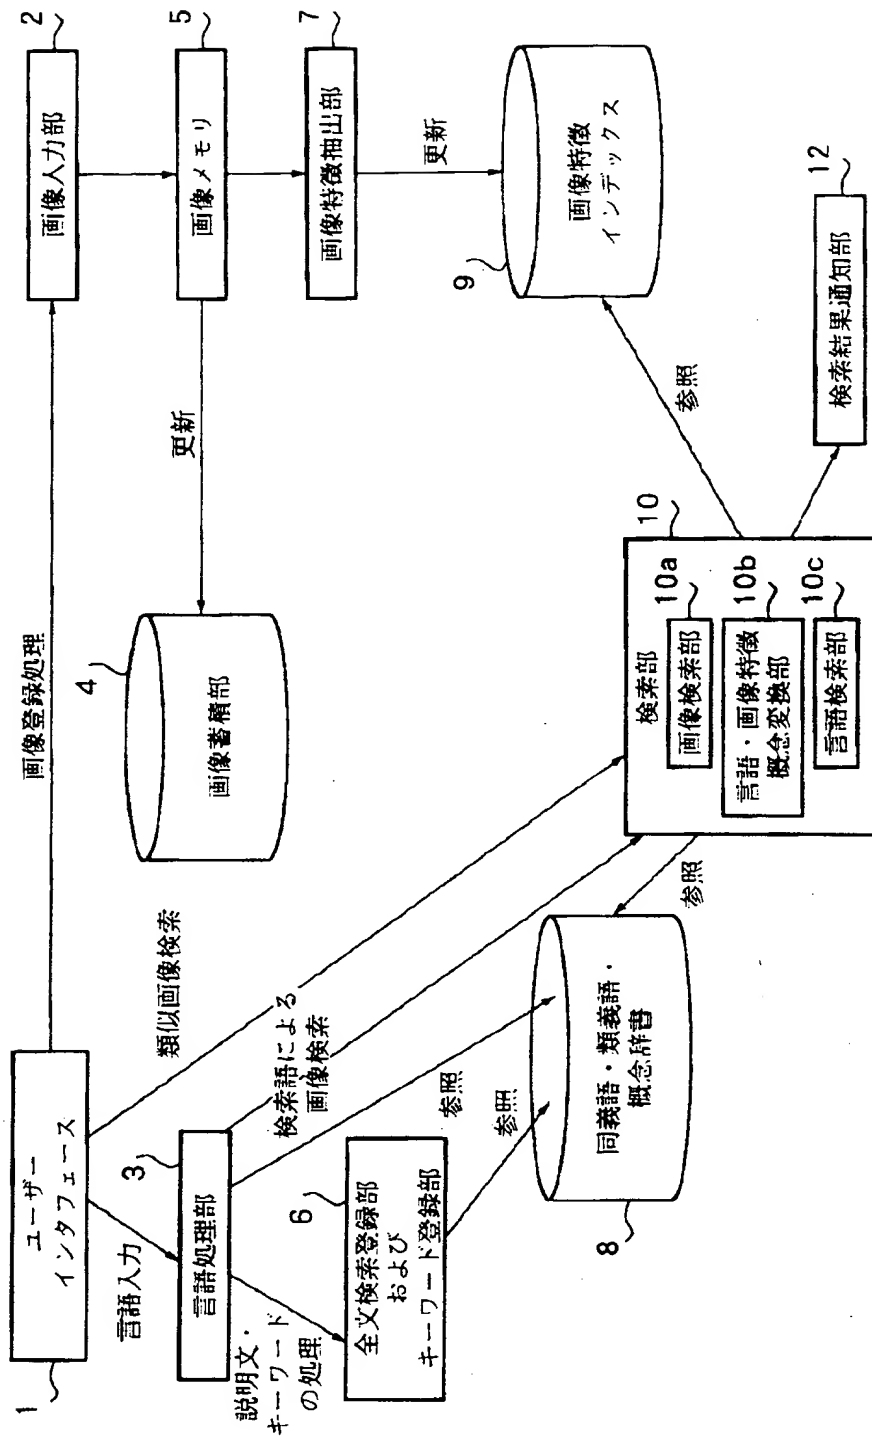 1
ユーザー
インタフェース
画像登録処理
画像人力部
2
言語入力
3
言語処理部
類似画像検索
4
画像蓄積部
更新
画像メモリ
5
説明文・
キーワード
の処理
検索語による
画像検索
6
全文検索登録部
および
キーワード登録部
参照
参照
画像特徴抽出部
7
更新
8
同義語・類義語・
概念辞書
参照
9
画像特徴
インデックス
参照
10
検索部
10a
画像検索部
10b
言語・画像特徴
概念変換部
10c
言語検索部
12
検索結果通知部